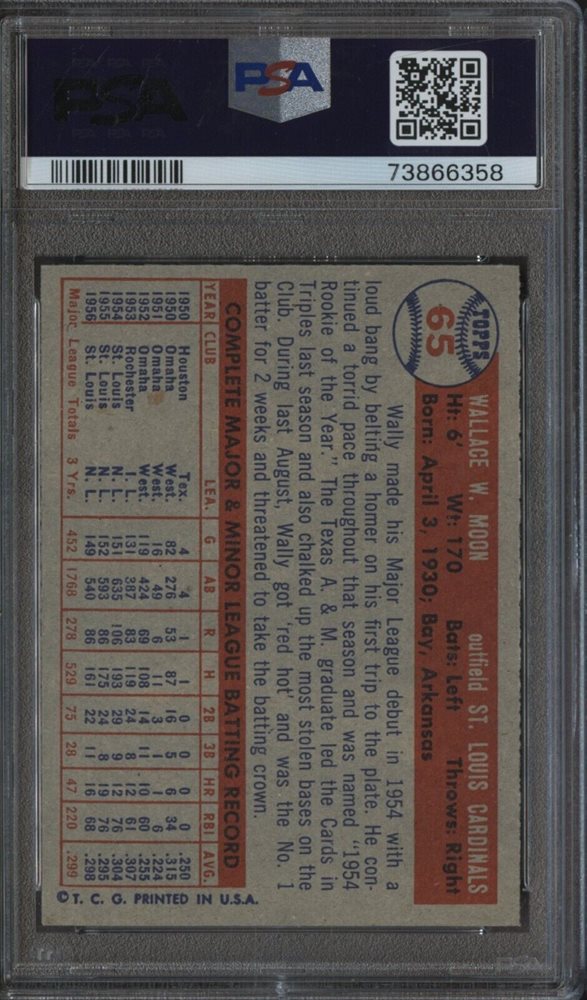 PSA
PSA
73866358
TOPPS
65
WALLACE W. MOON outfield ST. LOUIS CARDINALS
Ht: 6' Wt: 170 Bats: Left Throws: Right
Born: April 3, 1930; Bay, Arkansas
Wally made his Major League debut in 1954 with a
loud bang by belting a homer on his first trip to the plate. He con-
tinued a torrid pace throughout that season and was named "1954
Rookie of the Year." The Texas A. & M. graduate led the Cards in
Triples last season and also chalked up the most stolen bases on the
Club. During last August, Wally got 'red hot' and was the No. 1
batter for 2 weeks and threatened to take the batting crown.
COMPLETE MAJOR & MINOR LEAGUE BATTING RECORD
YEAR CLUB LEA. G AB R H 2B 3B HR RBI AVG.
1950 Houston Tex. 4 4 1 1 0 0 0 0 .250
1950 Omaha West. 82 276 53 87 16 5 6 34 .315
1951 Omaha West. 16 49 6 11 1 6 .224
1952 Omaha West. 119 424 69 108 14 11 10 60 .255
1953 Rochester I. L. 131 387 83 119 24 12 61 .307
1954 St. Louis N. L. 151 635 106 193 29 9 12 76 .304
1955 St. Louis N. L. 152 593 86 175 24 8 19 76 .295
1956 St. Louis N. L. 149 540 86 161 22 11 16 68 .298
Major League Totals 3 Yrs. 452 1768 278 529 75 28 47 220 .299
© T. C. G. PRINTED IN U.S.A.